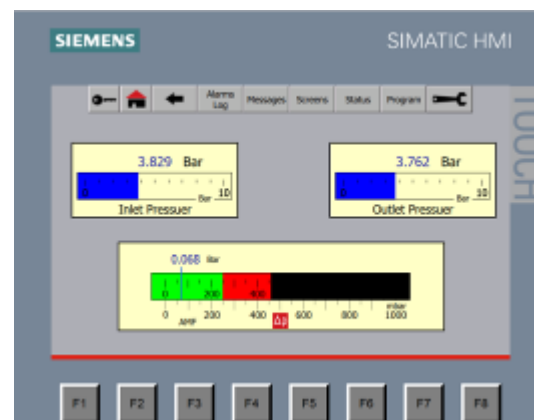 SIEMENS
SIMATIC HMI
TOUCH
Alarms Log
Messages
Screens
Status
Program
3.829 Bar
0
10
Bar
Inlet Pressuer
3.762 Bar
0
10
Bar
Outlet Pressuer
0.068 Bar
0 200 400
mbar
0 200 400 600 800 1000
AMF
Δp
F1 F2 F3 F4 F5 F6 F7 F8